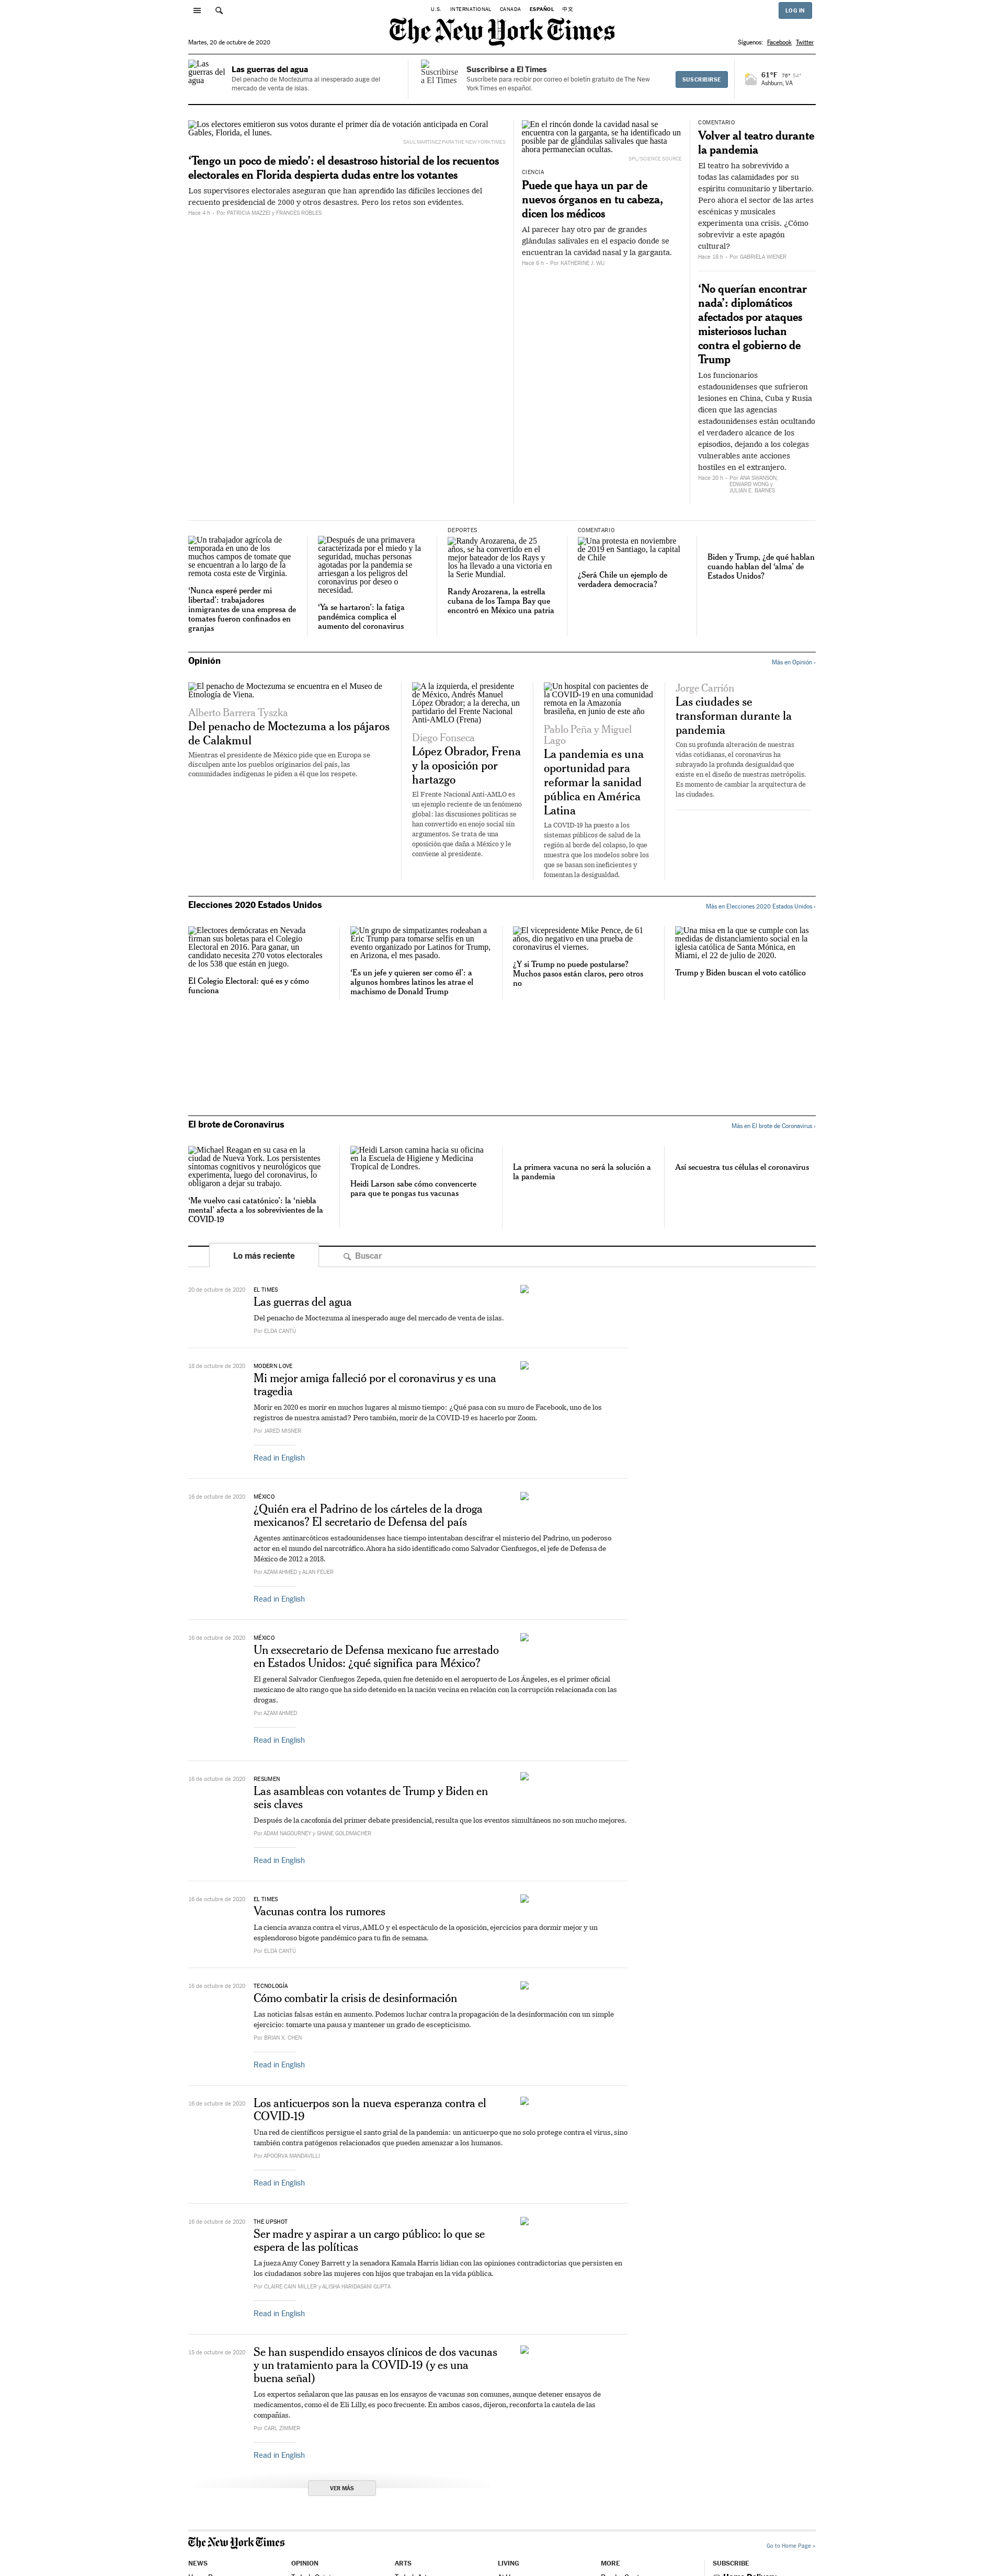 U.S. INTERNATIONAL CANADA ESPAÑOL 中文
LOG IN
The New York Times
Martes, 20 de octubre de 2020
Síguenos: Facebook Twitter
Las guerras del agua
Las guerras del agua
Del penacho de Moctezuma al inesperado auge del mercado de venta de islas.
Suscribirse a El Times
Suscribirse a El Times
Suscríbete para recibir por correo el boletín gratuito de The New York Times en español.
SUSCRIBIRSE
61°F 76° 54°
Ashburn, VA
Los electores emitieron sus votos durante el primer día de votación anticipada en Coral Gables, Florida, el lunes.
SAUL MARTINEZ PARA THE NEW YORK TIMES
‘Tengo un poco de miedo’: el desastroso historial de los recuentos electorales en Florida despierta dudas entre los votantes
Los supervisores electorales aseguran que han aprendido las difíciles lecciones del recuento presidencial de 2000 y otros desastres. Pero los retos son evidentes.
Hace 4 h • Por PATRICIA MAZZEI y FRANCES ROBLES
En el rincón donde la cavidad nasal se encuentra con la garganta, se ha identificado un posible par de glándulas salivales que hasta ahora permanecían ocultas.
SPL/SCIENCE SOURCE
CIENCIA
Puede que haya un par de nuevos órganos en tu cabeza, dicen los médicos
Al parecer hay otro par de grandes glándulas salivales en el espacio donde se encuentran la cavidad nasal y la garganta.
Hace 6 h • Por KATHERINE J. WU
COMENTARIO
Volver al teatro durante la pandemia
El teatro ha sobrevivido a todas las calamidades por su espíritu comunitario y libertario. Pero ahora el sector de las artes escénicas y musicales experimenta una crisis. ¿Cómo sobrevivir a este apagón cultural?
Hace 18 h • Por GABRIELA WIENER
‘No querían encontrar nada’: diplomáticos afectados por ataques misteriosos luchan contra el gobierno de Trump
Los funcionarios estadounidenses que sufrieron lesiones en China, Cuba y Rusia dicen que las agencias estadounidenses están ocultando el verdadero alcance de los episodios, dejando a los colegas vulnerables ante acciones hostiles en el extranjero.
Hace 20 h • Por ANA SWANSON, EDWARD WONG y JULIAN E. BARNES
Un trabajador agrícola de temporada en uno de los muchos campos de tomate que se encuentran a lo largo de la remota costa este de Virginia.
‘Nunca esperé perder mi libertad’: trabajadores inmigrantes de una empresa de tomates fueron confinados en granjas
Después de una primavera caracterizada por el miedo y la seguridad, muchas personas agotadas por la pandemia se arriesgan a los peligros del coronavirus por deseo o necesidad.
‘Ya se hartaron’: la fatiga pandémica complica el aumento del coronavirus
DEPORTES
Randy Arozarena, de 25 años, se ha convertido en el mejor bateador de los Rays y los ha llevado a una victoria en la Serie Mundial.
Randy Arozarena, la estrella cubana de los Tampa Bay que encontró en México una patria
COMENTARIO
Una protesta en noviembre de 2019 en Santiago, la capital de Chile
¿Será Chile un ejemplo de verdadera democracia?
Biden y Trump, ¿de qué hablan cuando hablan del ‘alma’ de Estados Unidos?
Opinión
Más en Opinión ›
El penacho de Moctezuma se encuentra en el Museo de Etnología de Viena.
Alberto Barrera Tyszka
Del penacho de Moctezuma a los pájaros de Calakmul
Mientras el presidente de México pide que en Europa se disculpen ante los pueblos originarios del país, las comunidades indígenas le piden a él que los respete.
A la izquierda, el presidente de México, Andrés Manuel López Obrador; a la derecha, un partidario del Frente Nacional Anti-AMLO (Frena)
Diego Fonseca
López Obrador, Frena y la oposición por hartazgo
El Frente Nacional Anti-AMLO es un ejemplo reciente de un fenómeno global: las discusiones políticas se han convertido en enojo social sin argumentos. Se trata de una oposición que daña a México y le conviene al presidente.
Un hospital con pacientes de la COVID-19 en una comunidad remota en la Amazonía brasileña, en junio de este año
Pablo Peña y Miguel Lago
La pandemia es una oportunidad para reformar la sanidad pública en América Latina
La COVID-19 ha puesto a los sistemas públicos de salud de la región al borde del colapso, lo que muestra que los modelos sobre los que se basan son ineficientes y fomentan la desigualdad.
Jorge Carrión
Las ciudades se transforman durante la pandemia
Con su profunda alteración de nuestras vidas cotidianas, el coronavirus ha subrayado la profunda desigualdad que existe en el diseño de nuestras metrópolis. Es momento de cambiar la arquitectura de las ciudades.
Elecciones 2020 Estados Unidos
Más en Elecciones 2020 Estados Unidos ›
Electores demócratas en Nevada firman sus boletas para el Colegio Electoral en 2016. Para ganar, un candidato necesita 270 votos electorales de los 538 que están en juego.
El Colegio Electoral: qué es y cómo funciona
Un grupo de simpatizantes rodeaban a Eric Trump para tomarse selfis en un evento organizado por Latinos for Trump, en Arizona, el mes pasado.
‘Es un jefe y quieren ser como él’: a algunos hombres latinos les atrae el machismo de Donald Trump
El vicepresidente Mike Pence, de 61 años, dio negativo en una prueba de coronavirus el viernes.
¿Y si Trump no puede postularse? Muchos pasos están claros, pero otros no
Una misa en la que se cumple con las medidas de distanciamiento social en la iglesia católica de Santa Mónica, en Miami, el 22 de julio de 2020.
Trump y Biden buscan el voto católico
El brote de Coronavirus
Más en El brote de Coronavirus ›
Michael Reagan en su casa en la ciudad de Nueva York. Los persistentes síntomas cognitivos y neurológicos que experimenta, luego del coronavirus, lo obligaron a dejar su trabajo.
‘Me vuelvo casi catatónico’: la ‘niebla mental’ afecta a los sobrevivientes de la COVID-19
Heidi Larson camina hacia su oficina en la Escuela de Higiene y Medicina Tropical de Londres.
Heidi Larson sabe cómo convencerte para que te pongas tus vacunas
La primera vacuna no será la solución a la pandemia
Así secuestra tus células el coronavirus
Lo más reciente
Buscar
20 de octubre de 2020
EL TIMES
Las guerras del agua
Del penacho de Moctezuma al inesperado auge del mercado de venta de islas.
Por ELDA CANTÚ
18 de octubre de 2020
MODERN LOVE
Mi mejor amiga falleció por el coronavirus y es una tragedia
Morir en 2020 es morir en muchos lugares al mismo tiempo: ¿Qué pasa con su muro de Facebook, uno de los registros de nuestra amistad? Pero también, morir de la COVID-19 es hacerlo por Zoom.
Por JARED MISNER
Read in English
16 de octubre de 2020
MÉXICO
¿Quién era el Padrino de los cárteles de la droga mexicanos? El secretario de Defensa del país
Agentes antinarcóticos estadounidenses hace tiempo intentaban descifrar el misterio del Padrino, un poderoso actor en el mundo del narcotráfico. Ahora ha sido identificado como Salvador Cienfuegos, el jefe de Defensa de México de 2012 a 2018.
Por AZAM AHMED y ALAN FEUER
Read in English
16 de octubre de 2020
MÉXICO
Un exsecretario de Defensa mexicano fue arrestado en Estados Unidos: ¿qué significa para México?
El general Salvador Cienfuegos Zepeda, quien fue detenido en el aeropuerto de Los Ángeles, es el primer oficial mexicano de alto rango que ha sido detenido en la nación vecina en relación con la corrupción relacionada con las drogas.
Por AZAM AHMED
Read in English
16 de octubre de 2020
RESUMEN
Las asambleas con votantes de Trump y Biden en seis claves
Después de la cacofonía del primer debate presidencial, resulta que los eventos simultáneos no son mucho mejores.
Por ADAM NAGOURNEY y SHANE GOLDMACHER
Read in English
16 de octubre de 2020
EL TIMES
Vacunas contra los rumores
La ciencia avanza contra el virus, AMLO y el espectáculo de la oposición, ejercicios para dormir mejor y un esplendoroso bigote pandémico para tu fin de semana.
Por ELDA CANTÚ
16 de octubre de 2020
TECNOLOGÍA
Cómo combatir la crisis de desinformación
Las noticias falsas están en aumento. Podemos luchar contra la propagación de la desinformación con un simple ejercicio: tomarte una pausa y mantener un grado de escepticismo.
Por BRIAN X. CHEN
Read in English
16 de octubre de 2020
Los anticuerpos son la nueva esperanza contra el COVID-19
Una red de científicos persigue el santo grial de la pandemia: un anticuerpo que no solo protege contra el virus, sino también contra patógenos relacionados que pueden amenazar a los humanos.
Por APOORVA MANDAVILLI
Read in English
16 de octubre de 2020
THE UPSHOT
Ser madre y aspirar a un cargo público: lo que se espera de las políticas
La jueza Amy Coney Barrett y la senadora Kamala Harris lidian con las opiniones contradictorias que persisten en los ciudadanos sobre las mujeres con hijos que trabajan en la vida pública.
Por CLAIRE CAIN MILLER y ALISHA HARIDASANI GUPTA
Read in English
15 de octubre de 2020
Se han suspendido ensayos clínicos de dos vacunas y un tratamiento para la COVID-19 (y es una buena señal)
Los expertos señalaron que las pausas en los ensayos de vacunas son comunes, aunque detener ensayos de medicamentos, como el de Eli Lilly, es poco frecuente. En ambos casos, dijeron, reconforta la cautela de las compañías.
Por CARL ZIMMER
Read in English
VER MÁS
The New York Times
Go to Home Page »
NEWS OPINION ARTS LIVING MORE SUBSCRIBE